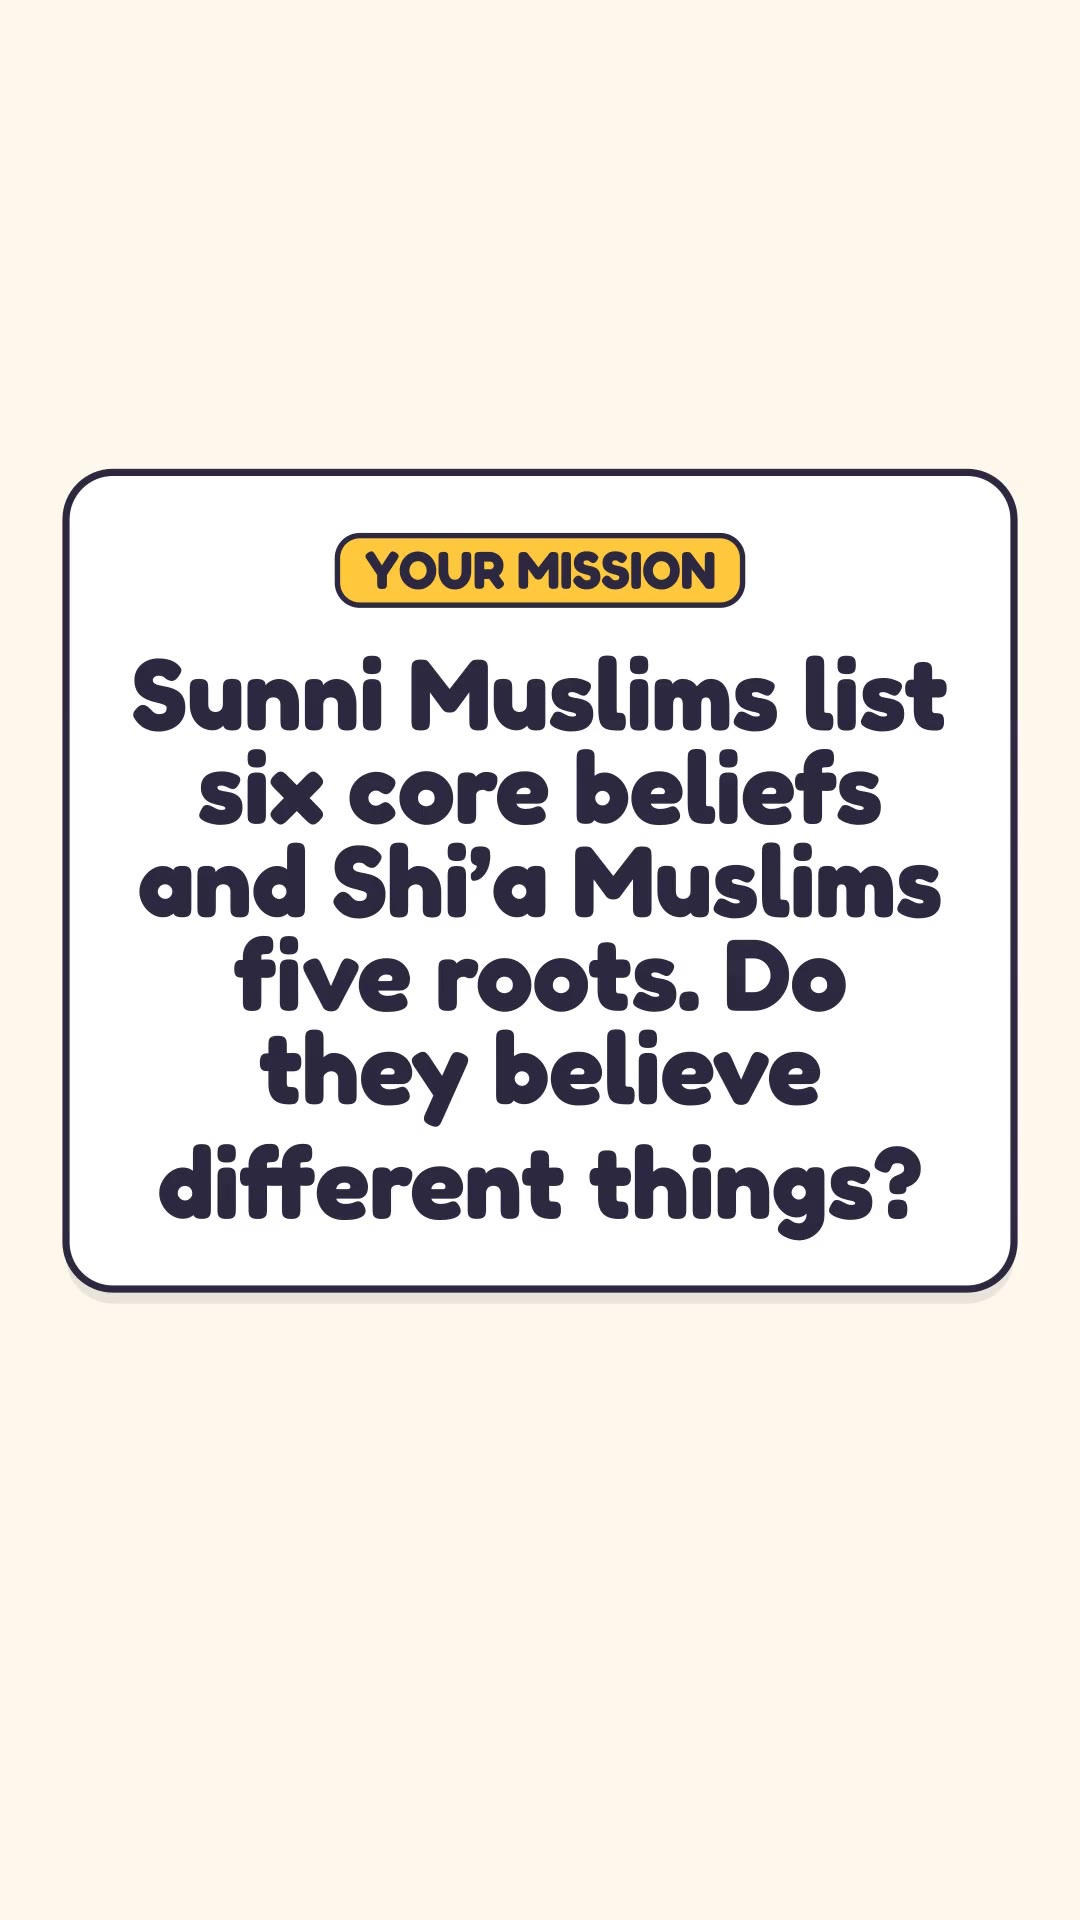 YOUR MISSION
Sunni Muslims list
six core beliefs
and Shi’a Muslims
five roots. Do
they believe
different things?